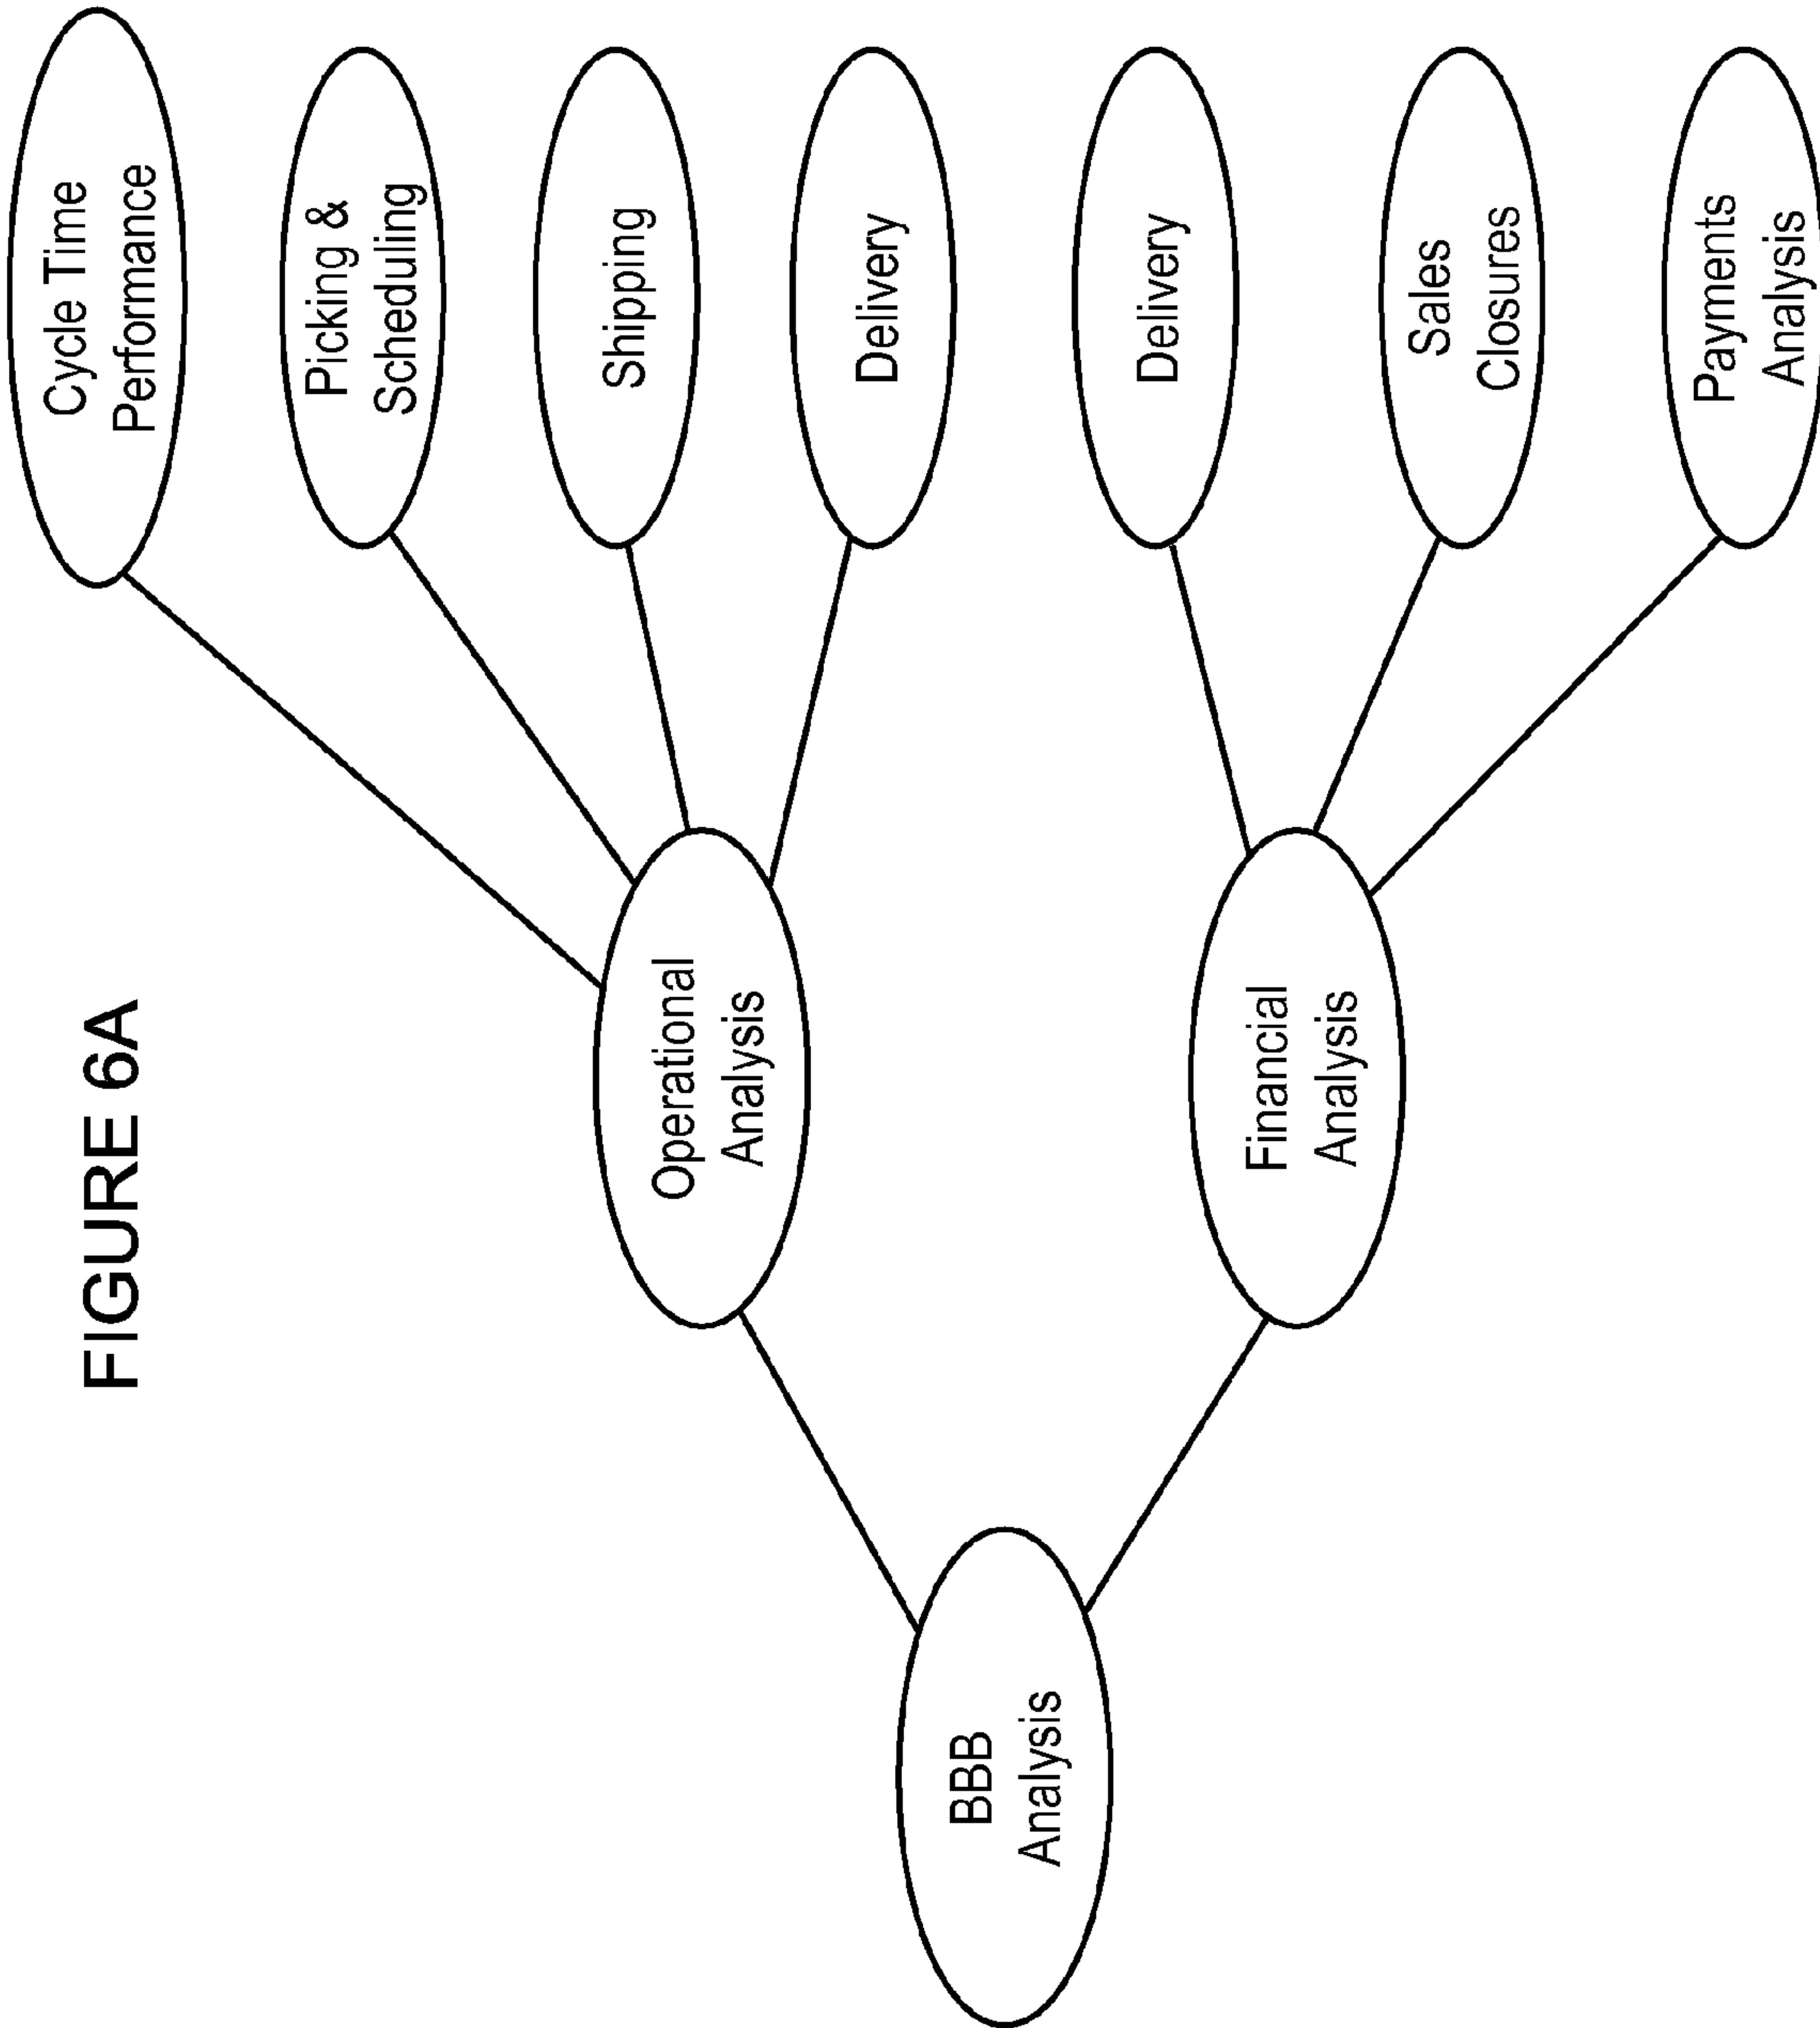 FIGURE 6A
BBB
Analysis
Operational
Analysis
Financial
Analysis
Cycle Time
Performance
Picking &
Scheduling
Shipping
Delivery
Delivery
Sales
Closures
Payments
Analysis